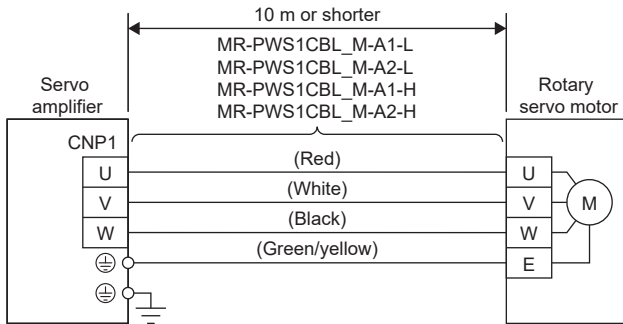 10 m or shorter
MR-PWS1CBL_M-A1-L
MR-PWS1CBL_M-A2-L
MR-PWS1CBL_M-A1-H
MR-PWS1CBL_M-A2-H
Servo
amplifier
Rotary
servo motor
CNP1
U
(Red)
U
V
(White)
V
M
W
(Black)
W
(Green/yellow)
E